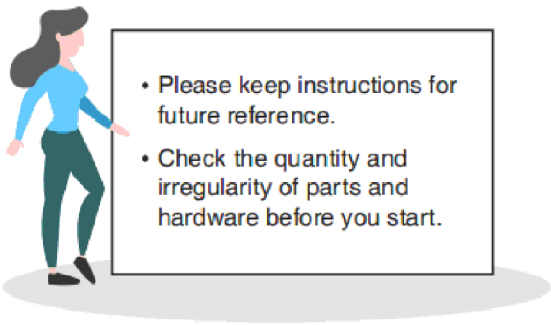 • Please keep instructions for
future reference.
• Check the quantity and
irregularity of parts and
hardware before you start.